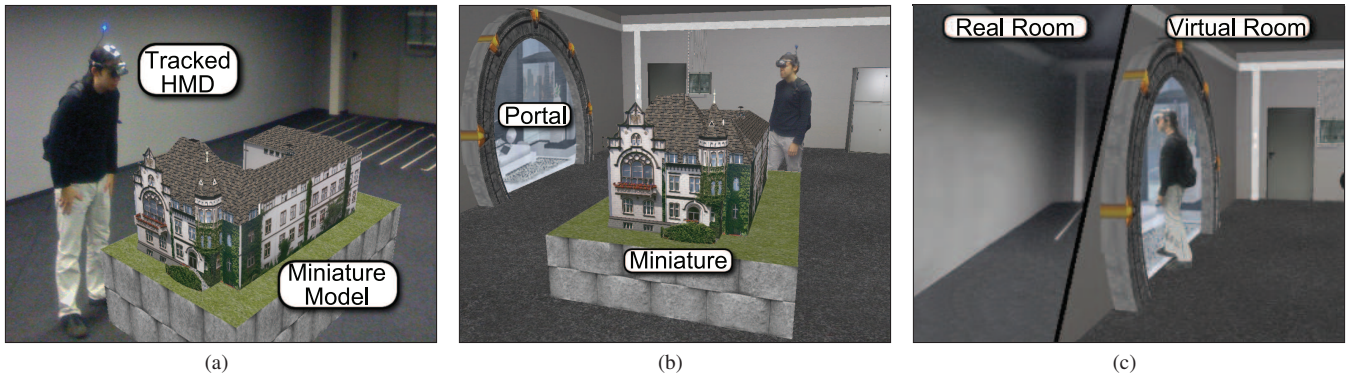 Tracked
HMD
Miniature
Model
(a)
Portal
Miniature
(b)
Real Room
Virtual Room
(c)